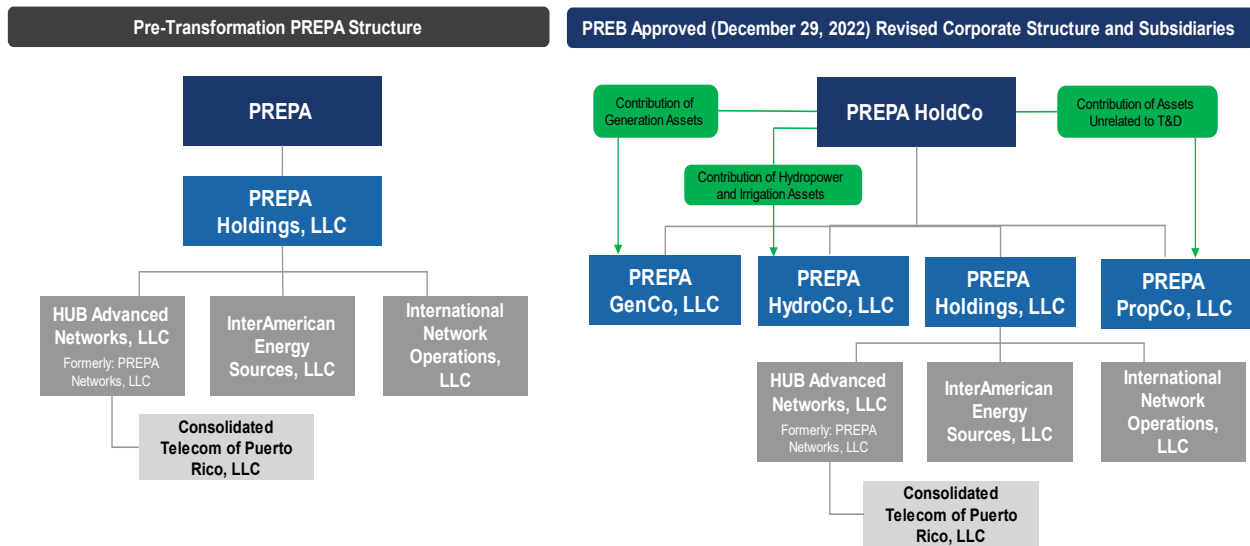 Pre-Transformation PREPA Structure
PREPA
PREPA
Holdings, LLC
HUB Advanced
Networks, LLC
Formerly: PREPA
Networks, LLC
InterAmerican
Energy
Sources, LLC
International
Network
Operations,
LLC
Consolidated
Telecom of Puerto
Rico, LLC
PREB Approved (December 29, 2022) Revised Corporate Structure and Subsidiaries
Contribution of
Generation Assets
PREPA HoldCo
Contribution of Assets
Unrelated to T&D
Contribution of Hydropower
and Irrigation Assets
PREPA
GenCo, LLC
PREPA
HydroCo, LLC
PREPA
Holdings, LLC
PREPA
PropCo, LLC
HUB Advanced
Networks, LLC
Formerly: PREPA
Networks, LLC
InterAmerican
Energy
Sources, LLC
International
Network
Operations,
LLC
Consolidated
Telecom of Puerto
Rico, LLC